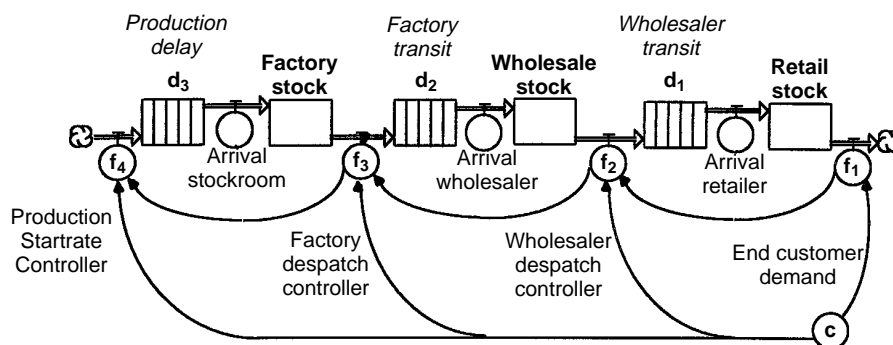 Production
delay
Factory
transit
Wholesaler
transit
Factory
stock
Wholesale
stock
Retail
stock
d3
d2
d1
Arrival
stockroom
Arrival
wholesaler
Arrival
retailer
f4
f3
f2
f1
Production
Startrate
Controller
Factory
despatch
controller
Wholesaler
despatch
controller
End customer
demand
c